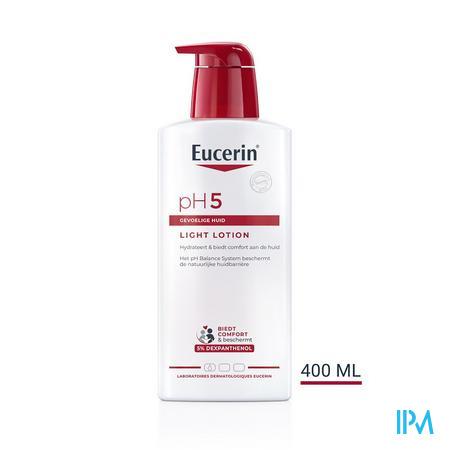 Eucerin®
pH5
GEVOELIGE HUID
LIGHT LOTION
Hydrateert & biedt comfort aan de huid
Het pH Balance System beschermt
de natuurlijke huidbarrière
BIEDT
COMFORT
& beschermt
5% DEXPANTHENOL
LABORATOIRES DERMATOLOGIQUES EUCERIN
400 ML
IPM